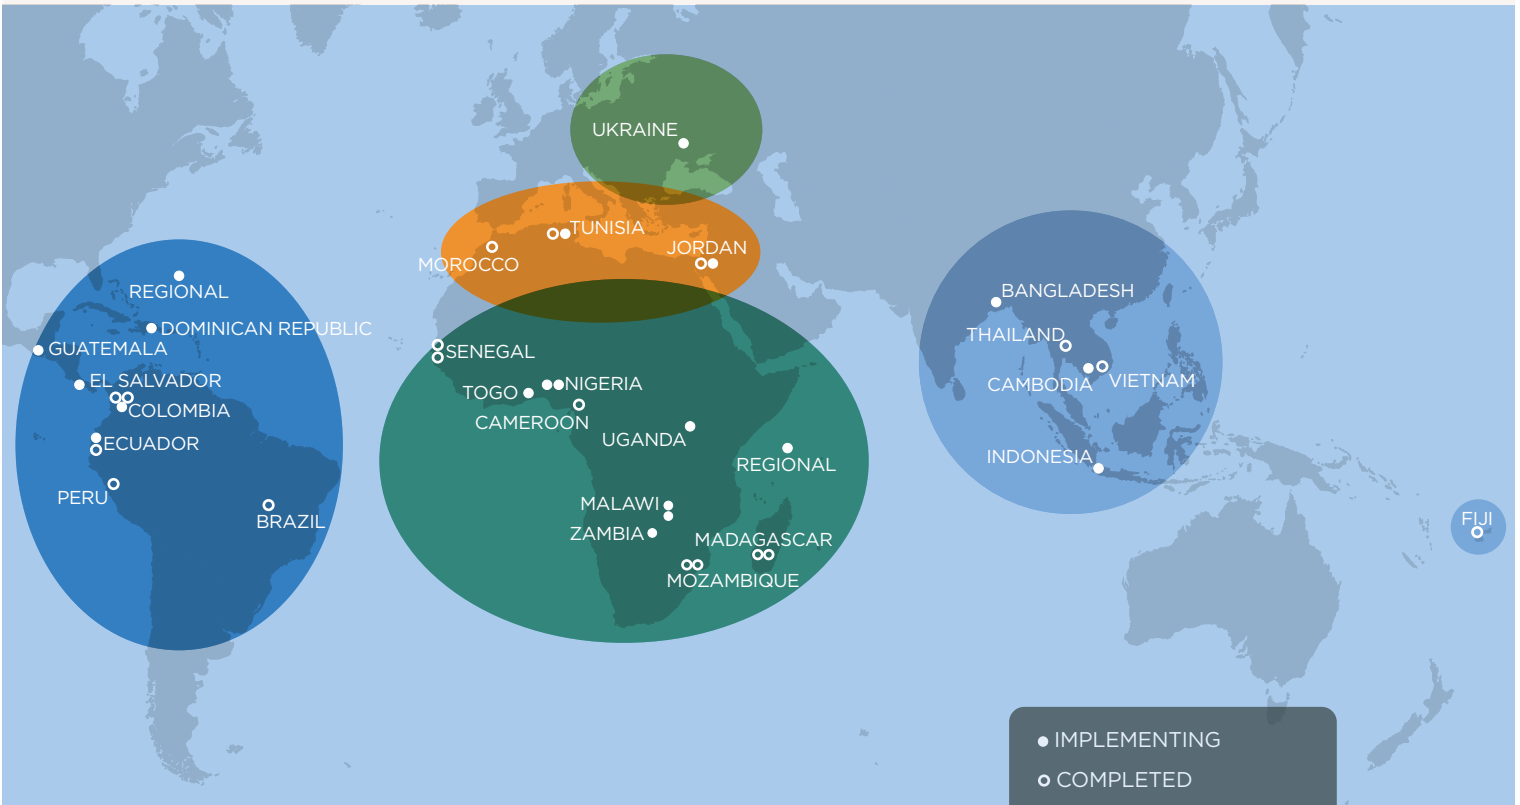 UKRAINE
TUNISIA
JORDAN
MOROCCO
REGIONAL
DOMINICAN REPUBLIC
GUATEMALA
EL SALVADOR
COLOMBIA
ECUADOR
PERU
BRAZIL
SENEGAL
NIGERIA
TOGO
CAMEROON
UGANDA
REGIONAL
MALAWI
ZAMBIA
MADAGASCAR
MOZAMBIQUE
BANGLADESH
THAILAND
CAMBODIA
VIETNAM
INDONESIA
FIJI
IMPLEMENTING
COMPLETED